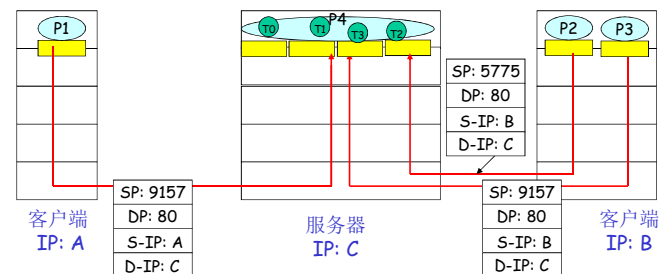 P1
P4
T0
T1
T3
T2
P2
P3
SP: 5775
DP: 80
S-IP: B
D-IP: C
SP: 9157
DP: 80
S-IP: A
D-IP: C
SP: 9157
DP: 80
S-IP: B
D-IP: C
客户端
IP: A
服务器
IP: C
客户端
IP: B